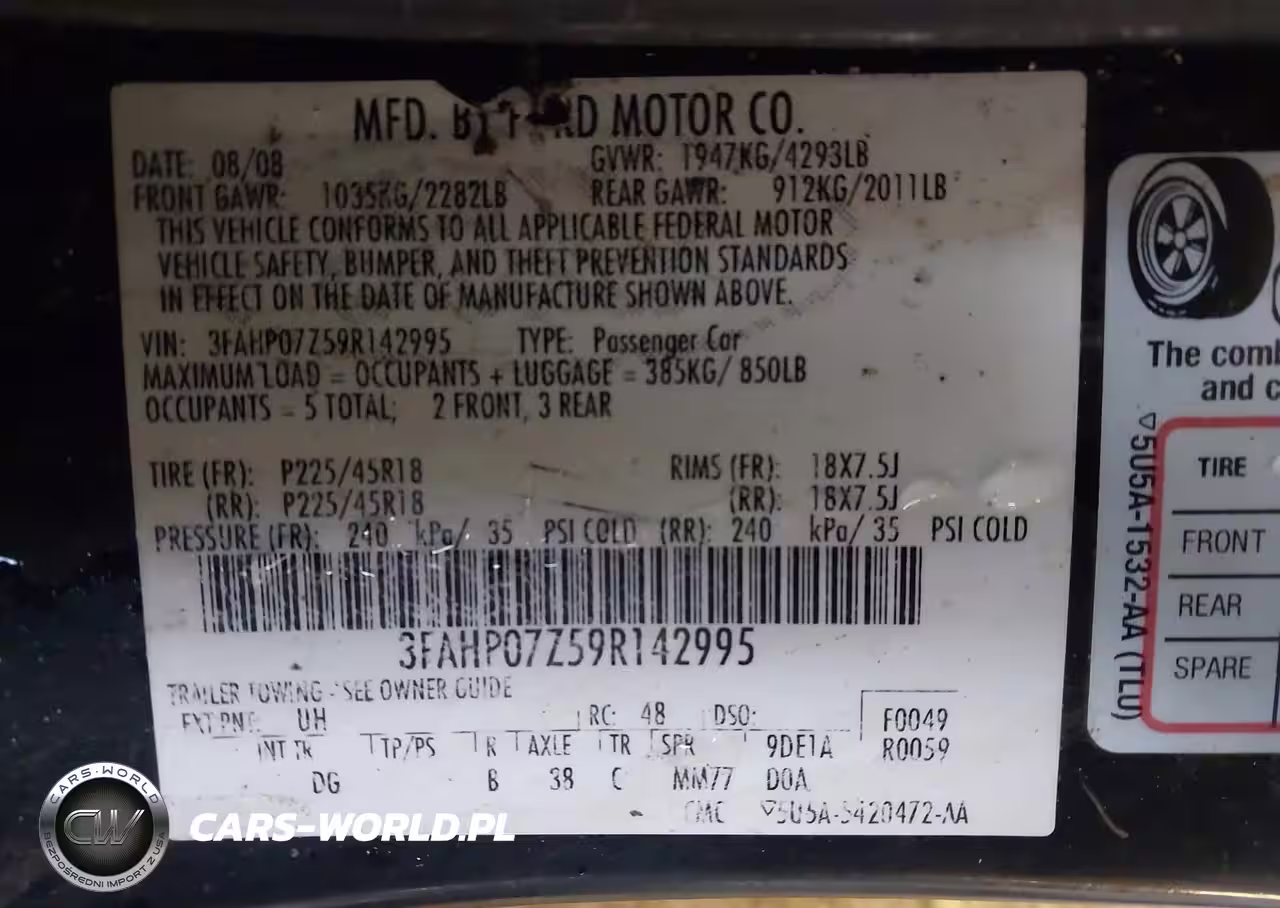 MFD. BY FORD MOTOR CO.
DATE: 08/08 GVWR: 1947KG/4293LB
FRONT GAWR: 1035KG/2282LB REAR GAWR: 912KG/2011LB
THIS VEHICLE CONFORMS TO ALL APPLICABLE FEDERAL MOTOR
VEHICLE SAFETY, BUMPER, AND THEFT PREVENTION STANDARDS
IN EFFECT ON THE DATE OF MANUFACTURE SHOWN ABOVE.
VIN: 3FAHP07Z59R142995 TYPE: Passenger Car
MAXIMUM LOAD = OCCUPANTS + LUGGAGE = 385KG/ 850LB
OCCUPANTS = 5 TOTAL; 2 FRONT, 3 REAR
TIRE (FR): P225/45R18 RIMS (FR): 18X7.5J
(RR): P225/45R18 (RR): 18X7.5J
PRESSURE (FR): 240 kPa/ 35 PSI COLD (RR): 240 kPa/ 35 PSI COLD
3FAHP07Z59R142995
TRAILER TOWING - SEE OWNER GUIDE
EXT PNT: UH RC: 48 DSO: F0049
INT TR TP/PS R AXLE TR SPR 9DE1A R0059
DG B 38 C MM77 D0A
5U5A-5420472-AA
The
and
5U5A-1532-AA (TLU)
TIRE
FRONT
REAR
SPARE
CARS-WORLD
CW
BEZPOŚREDNI IMPORT Z USA
CARS-WORLD.PL